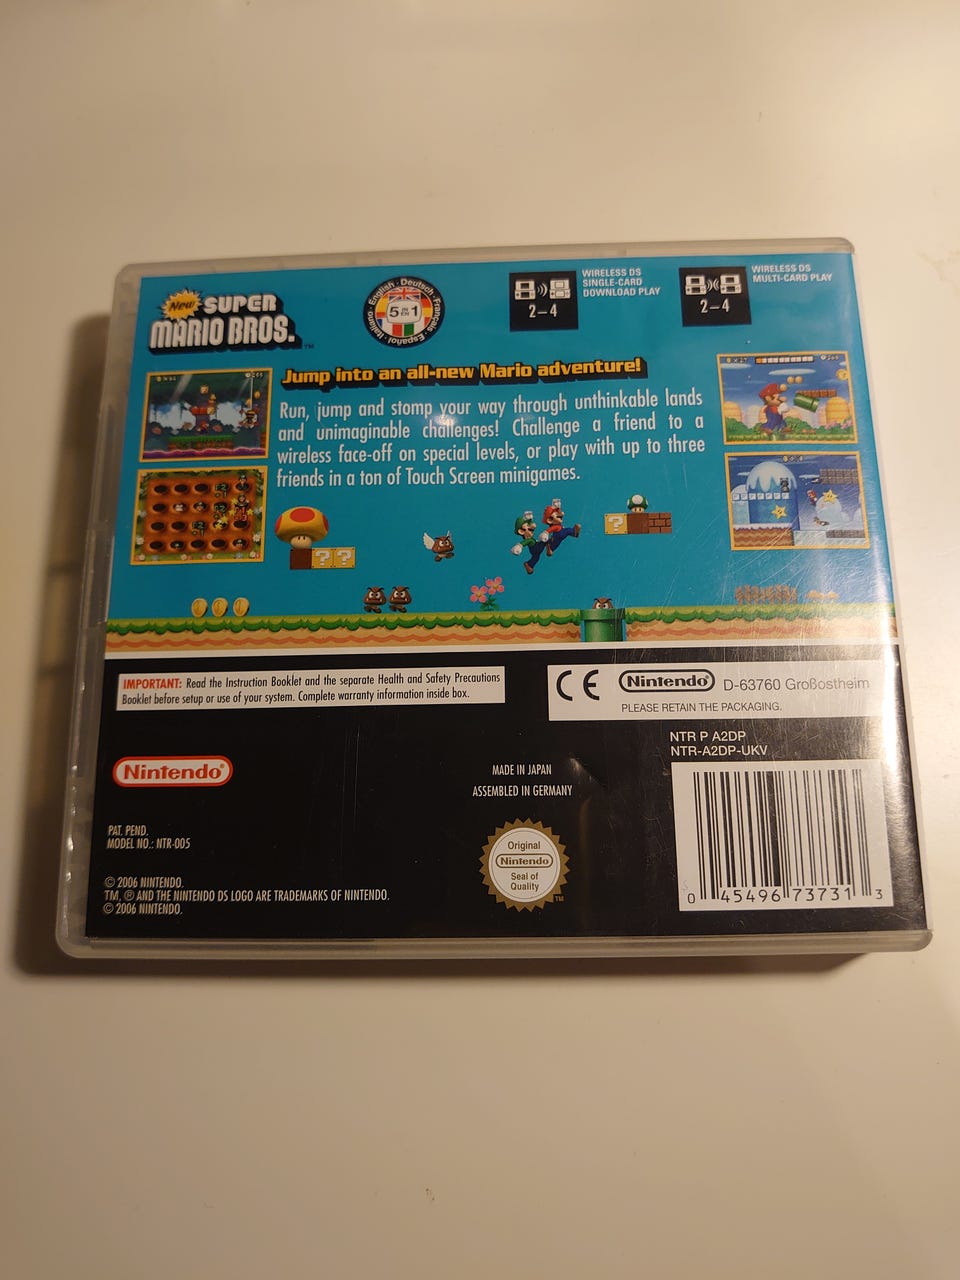 New SUPER
MARIO BROS.™
English · Deutsch · Français · Español · Italiano
5 IN EN 1
2-4
WIRELESS DS
SINGLE-CARD
DOWNLOAD PLAY
2-4
WIRELESS DS
MULTI-CARD PLAY
Jump into an all-new Mario adventure!
Run, jump and stomp your way through unthinkable lands
and unimaginable challenges! Challenge a friend to a
wireless face-off on special levels, or play with up to three
friends in a ton of Touch Screen minigames.
? ?
?
IMPORTANT: Read the Instruction Booklet and the separate Health and Safety Precautions
Booklet before setup or use of your system. Complete warranty information inside box.
CE Nintendo® D-63760 Großostheim
PLEASE RETAIN THE PACKAGING.
NTR P A2DP
NTR-A2DP-UKV
Nintendo®
MADE IN JAPAN
ASSEMBLED IN GERMANY
PAT. PEND.
MODEL NO.: NTR-005
Original
Nintendo
Seal of
Quality
™
© 2006 NINTENDO.
TM, ® AND THE NINTENDO DS LOGO ARE TRADEMARKS OF NINTENDO.
© 2006 NINTENDO.
0 45496 73731 3